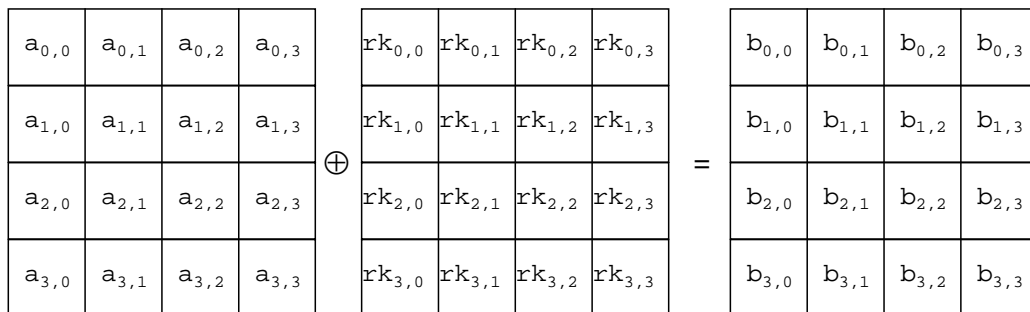 a0,0 a0,1 a0,2 a0,3 rk0,0 rk0,1 rk0,2 rk0,3 b0,0 b0,1 b0,2 b0,3
a1,0 a1,1 a1,2 a1,3 rk1,0 rk1,1 rk1,2 rk1,3 b1,0 b1,1 b1,2 b1,3
⊕ =
a2,0 a2,1 a2,2 a2,3 rk2,0 rk2,1 rk2,2 rk2,3 b2,0 b2,1 b2,2 b2,3
a3,0 a3,1 a3,2 a3,3 rk3,0 rk3,1 rk3,2 rk3,3 b3,0 b3,1 b3,2 b3,3